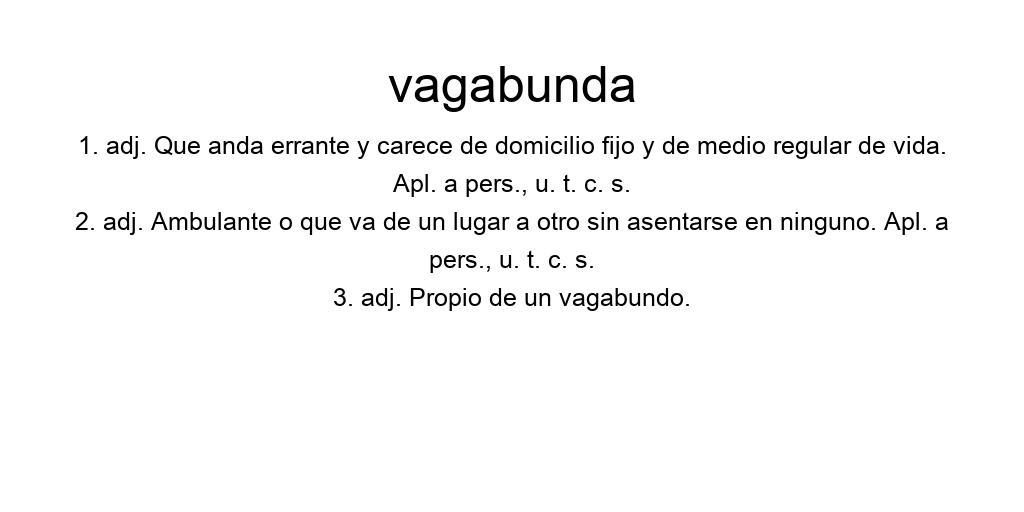 vagabunda
1. adj. Que anda errante y carece de domicilio fijo y de medio regular de vida.
Apl. a pers., u. t. c. s.
2. adj. Ambulante o que va de un lugar a otro sin asentarse en ninguno. Apl. a
pers., u. t. c. s.
3. adj. Propio de un vagabundo.